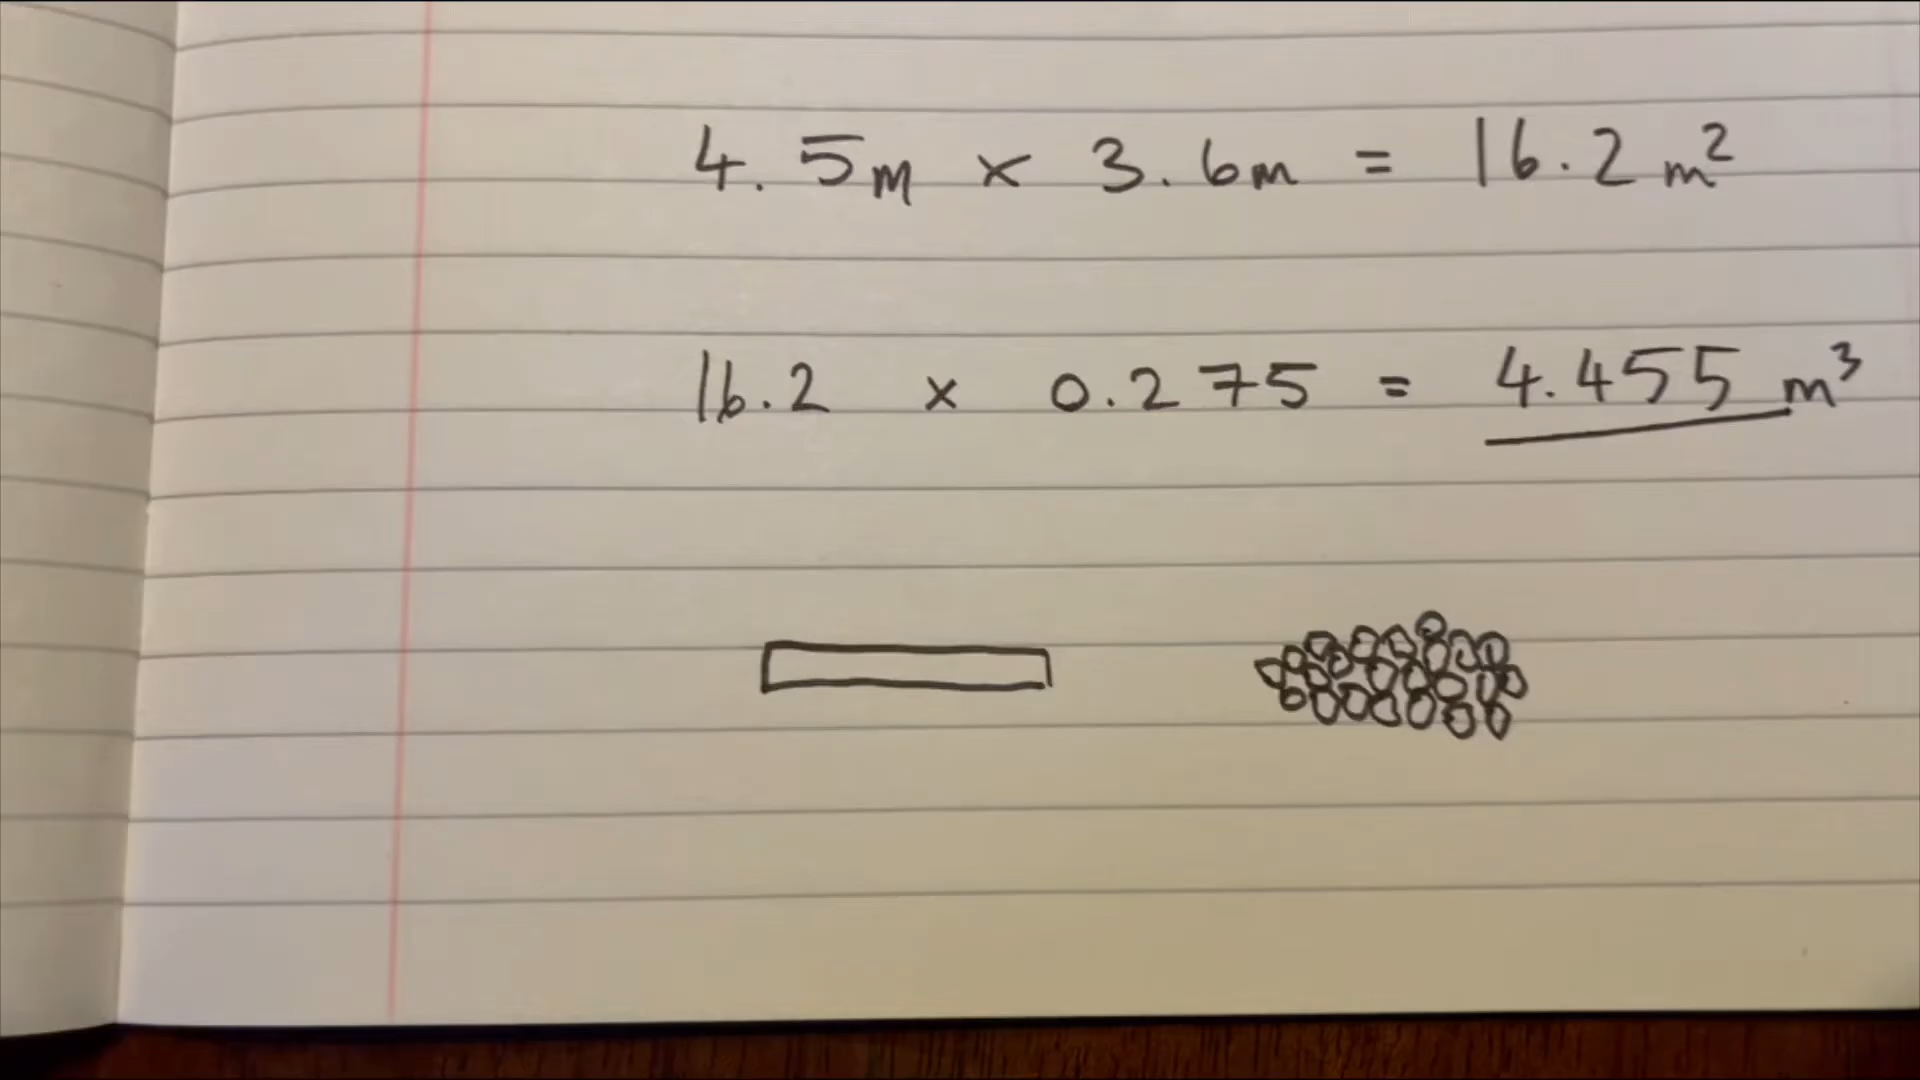 4.5m x 3.6m = 16.2 m²
16.2 x 0.275 = 4.455 m³